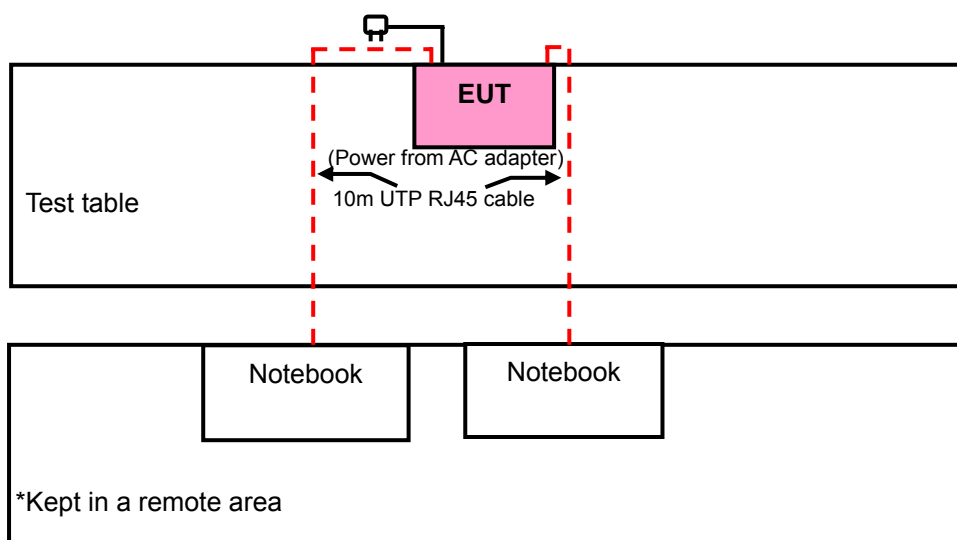 EUT
(Power from AC adapter)
10m UTP RJ45 cable
Test table
Notebook
Notebook
*Kept in a remote area